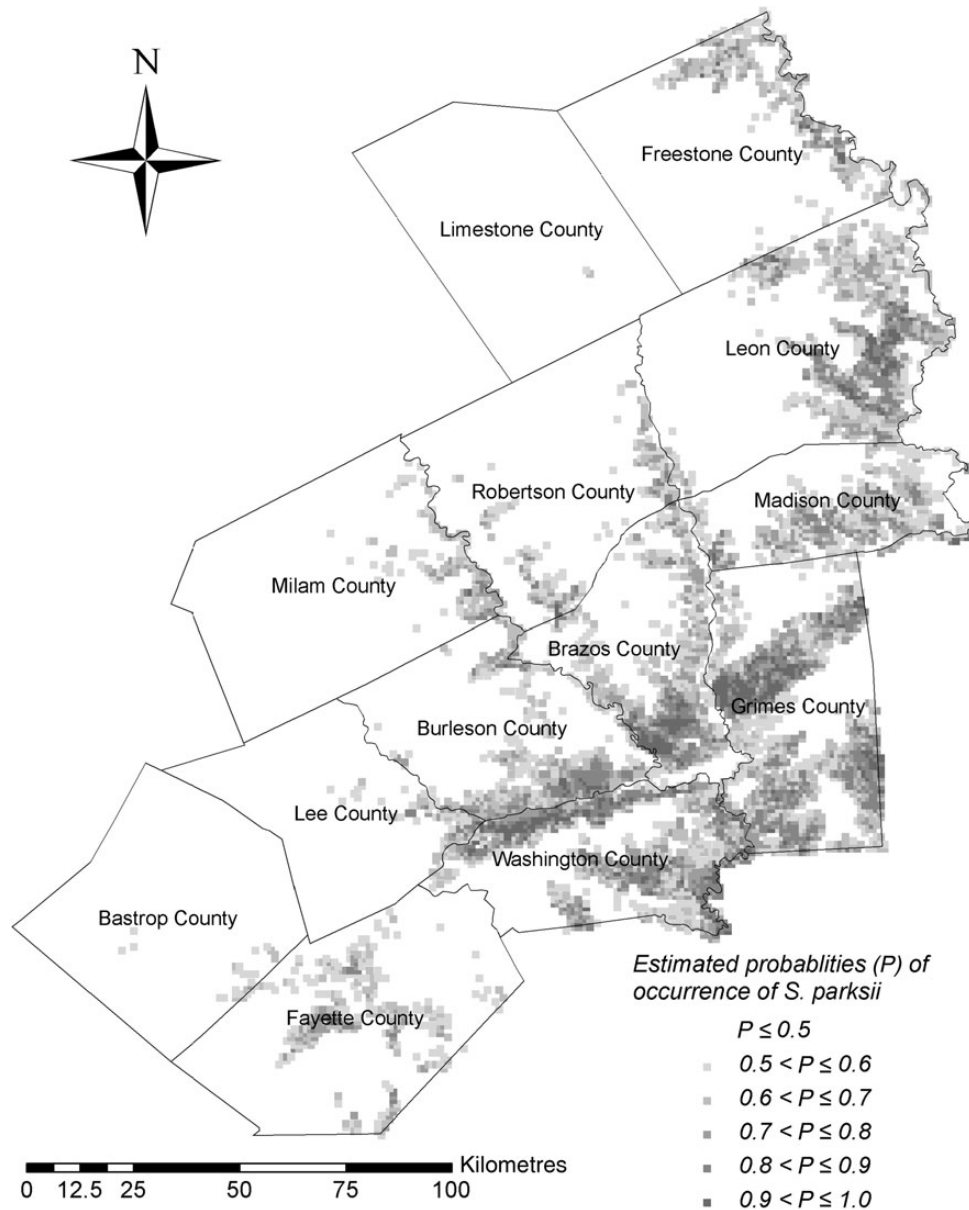 N
Freestone County
Limestone County
Leon County
Robertson County
Madison County
Milam County
Brazos County
Grimes County
Burleson County
Lee County
Washington County
Bastrop County
Fayette County
Estimated probablities (P) of
occurrence of S. parksii
P ≤ 0.5
0.5 < P ≤ 0.6
0.6 < P ≤ 0.7
0.7 < P ≤ 0.8
0.8 < P ≤ 0.9
0.9 < P ≤ 1.0
Kilometres
0 12.5 25 50 75 100